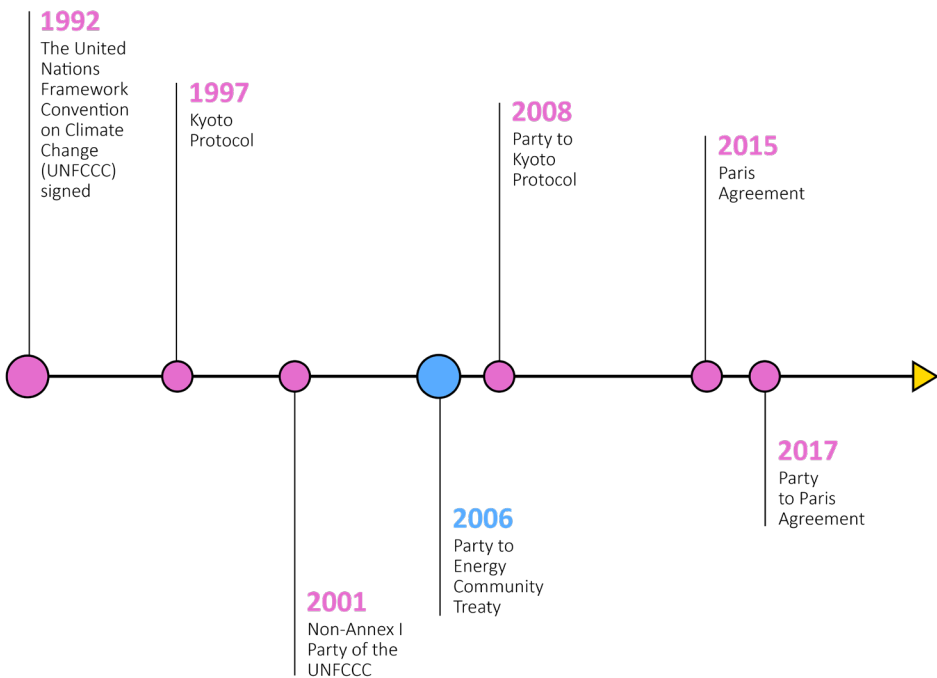 1992
The United
Nations
Framework
Convention
on Climate
Change
(UNFCCC)
signed
1997
Kyoto
Protocol
2001
Non-Annex I
Party of the
UNFCCC
2006
Party to
Energy
Community
Treaty
2008
Party to
Kyoto
Protocol
2015
Paris
Agreement
2017
Party
to Paris
Agreement